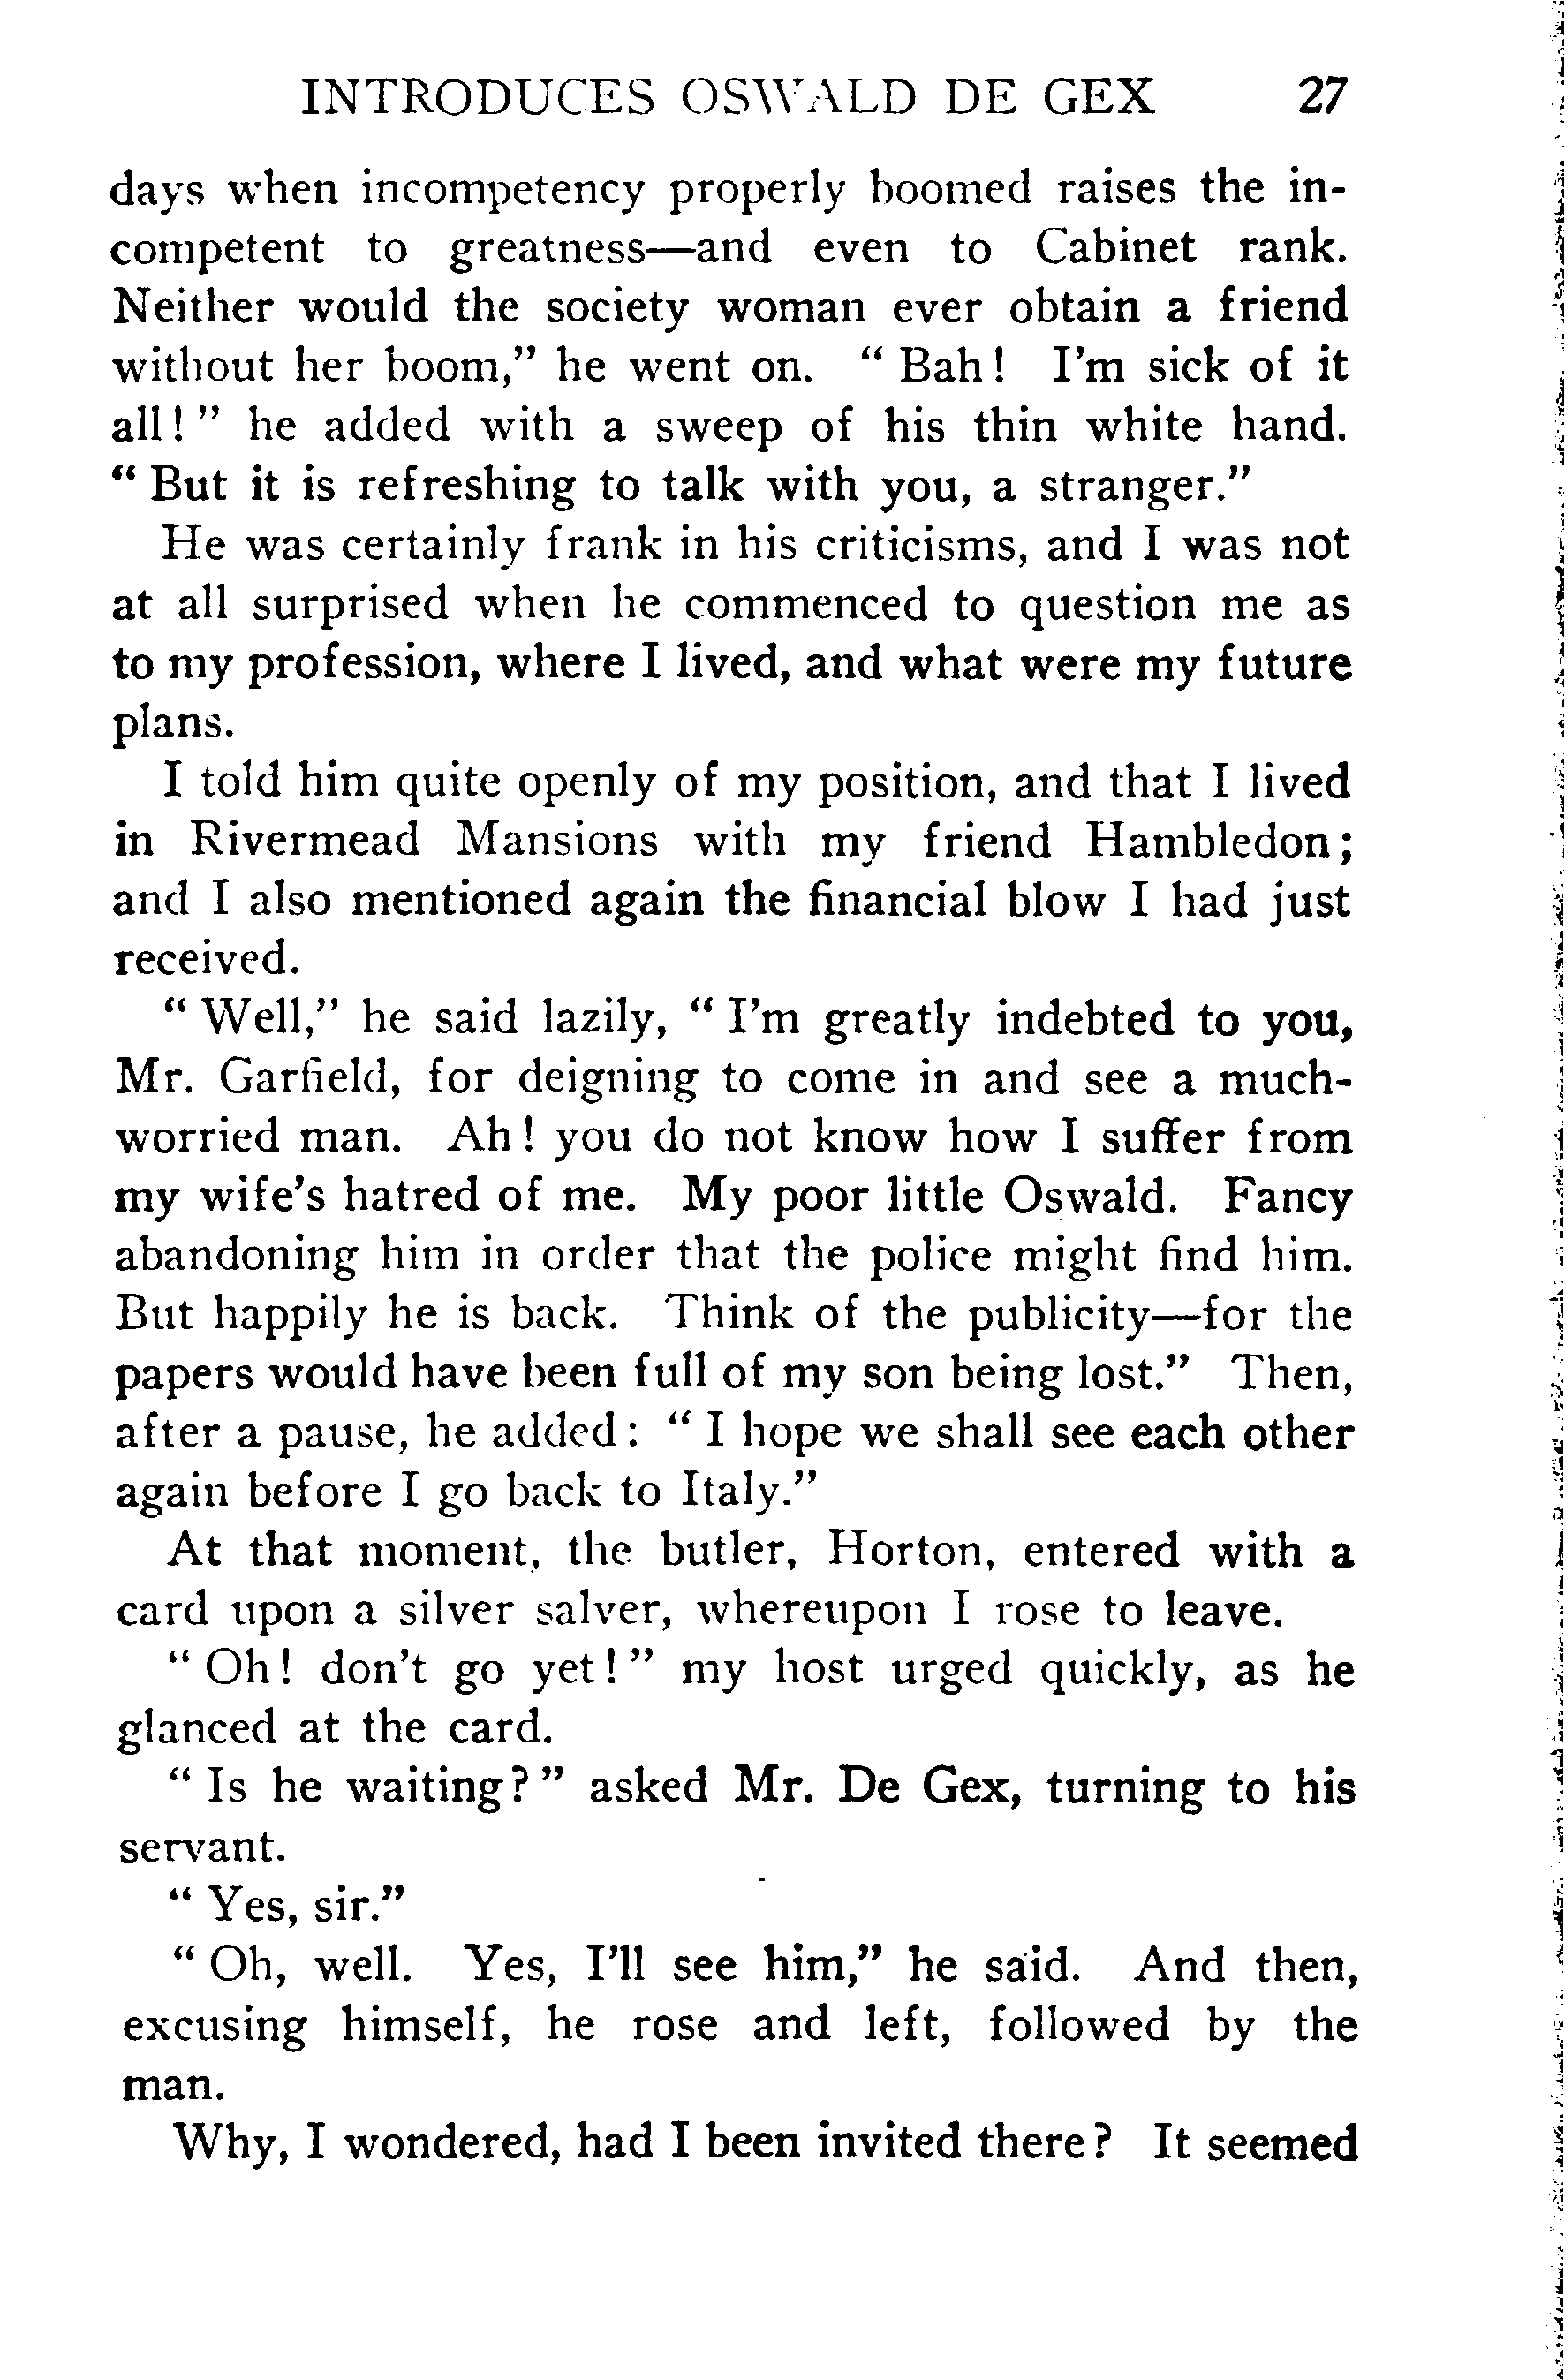 INTRODUCES OSWALD DE GEX 27
days when incompetency properly boomed raises the in-
competent to greatness—and even to Cabinet rank.
Neither would the society woman ever obtain a friend
without her boom," he went on. "Bah! I'm sick of it
all!" he added with a sweep of his thin white hand.
"But it is refreshing to talk with you, a stranger."
He was certainly frank in his criticisms, and I was not
at all surprised when he commenced to question me as
to my profession, where I lived, and what were my future
plans.
I told him quite openly of my position, and that I lived
in Rivermead Mansions with my friend Hambledon;
and I also mentioned again the financial blow I had just
received.
"Well," he said lazily, "I'm greatly indebted to you,
Mr. Garfield, for deigning to come in and see a much-
worried man. Ah! you do not know how I suffer from
my wife's hatred of me. My poor little Oswald. Fancy
abandoning him in order that the police might find him.
But happily he is back. Think of the publicity—for the
papers would have been full of my son being lost." Then,
after a pause, he added: "I hope we shall see each other
again before I go back to Italy."
At that moment, the butler, Horton, entered with a
card upon a silver salver, whereupon I rose to leave.
"Oh! don't go yet!" my host urged quickly, as he
glanced at the card.
"Is he waiting?" asked Mr. De Gex, turning to his
servant.
"Yes, sir."
"Oh, well. Yes, I'll see him," he said. And then,
excusing himself, he rose and left, followed by the
man.
Why, I wondered, had I been invited there? It seemed